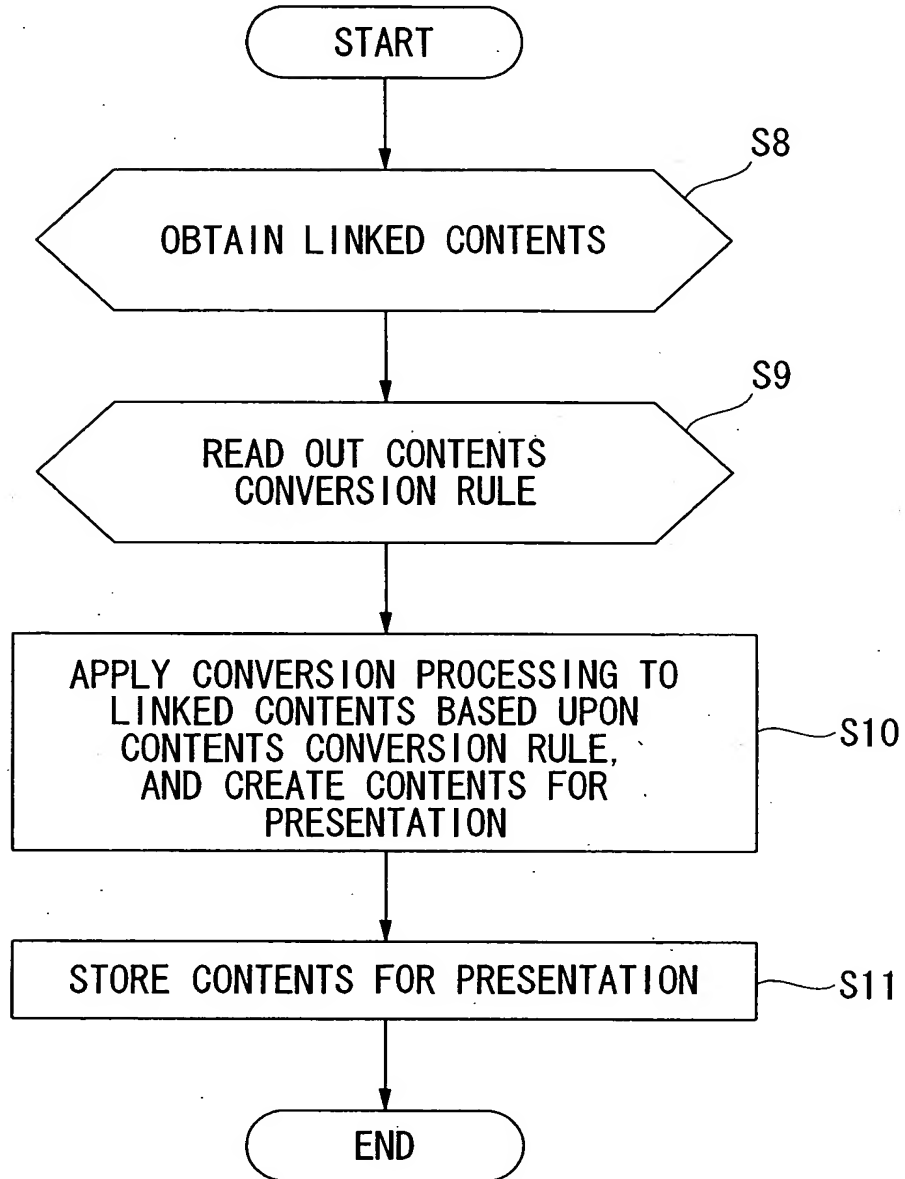 START
S8
OBTAIN LINKED CONTENTS
S9
READ OUT CONTENTS
CONVERSION RULE
APPLY CONVERSION PROCESSING TO
LINKED CONTENTS BASED UPON
CONTENTS CONVERSION RULE,
AND CREATE CONTENTS FOR
PRESENTATION
S10
STORE CONTENTS FOR PRESENTATION
S11
END